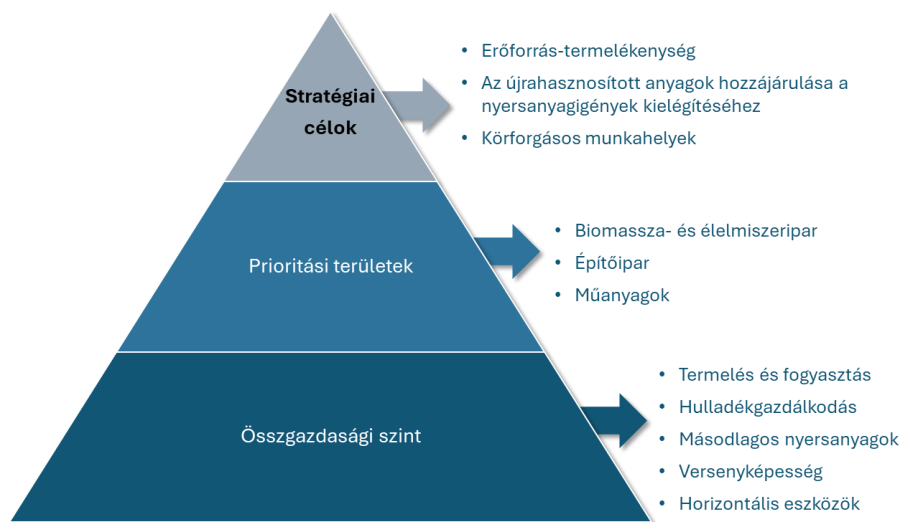 Stratégiai
célok
• Erőforrás-termelékenység
• Az újrahasznosított anyagok hozzájárulása a
nyersanyagigények kielégítéséhez
• Körforgásos munkahelyek
Prioritási területek
• Biomassza- és élelmiszeripar
• Építőipar
• Műanyagok
Összgazdasági szint
• Termelés és fogyasztás
• Hulladékgazdálkodás
• Másodlagos nyersanyagok
• Versenyképesség
• Horizontális eszközök